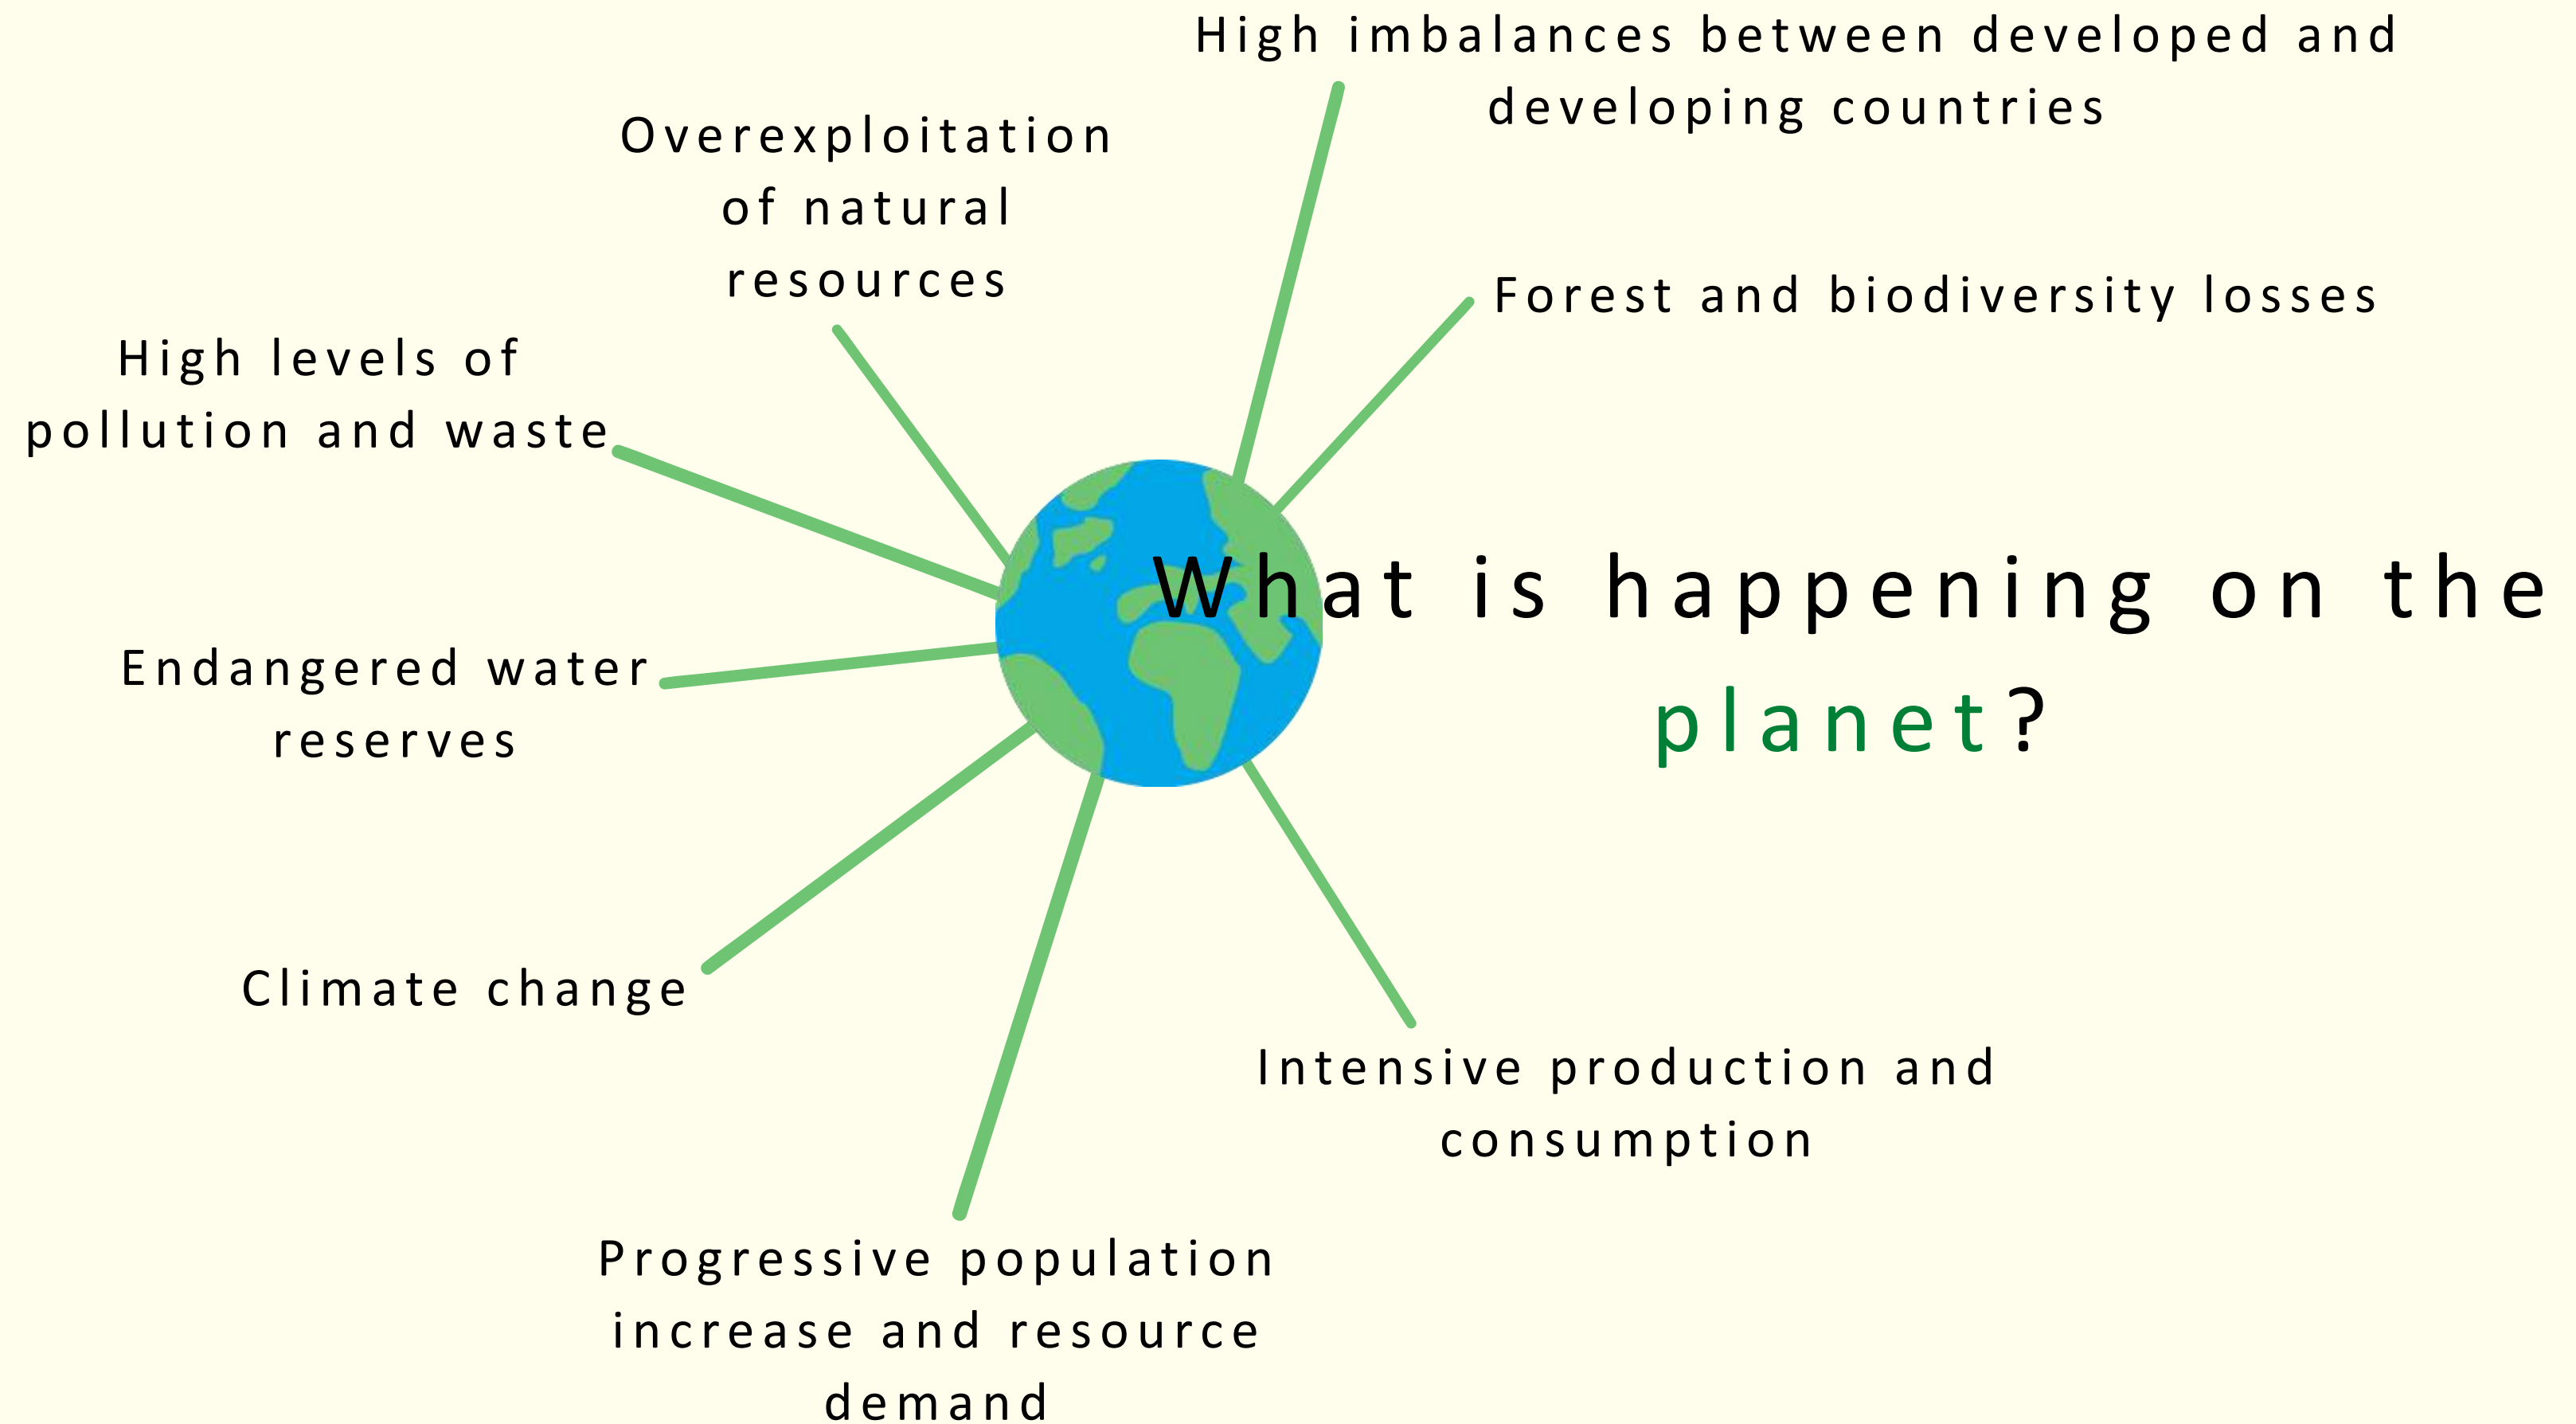 High imbalances between developed and
developing countries
Overexploitation
of natural
resources
Forest and biodiversity losses
High levels of
pollution and waste
What is happening on the
planet?
Endangered water
reserves
Climate change
Intensive production and
consumption
Progressive population
increase and resource
demand